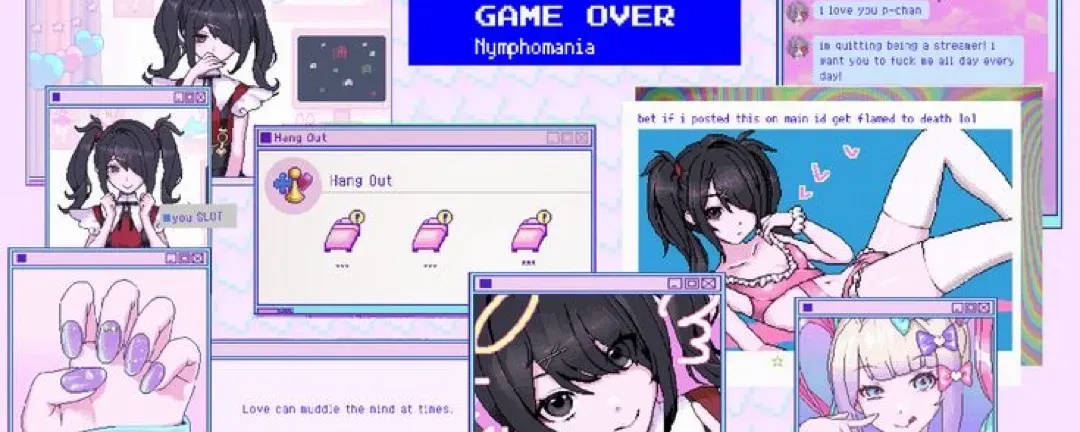 GAME OVER
Nymphomania
i love you p-chan
im quitting being a streamer! i
want you to fuck me all day every
day!
bet if i posted this on main id get flamed to death lol
Hang Out
Hang Out
...
...
...
you SLOT
Love can muddle the mind at times.